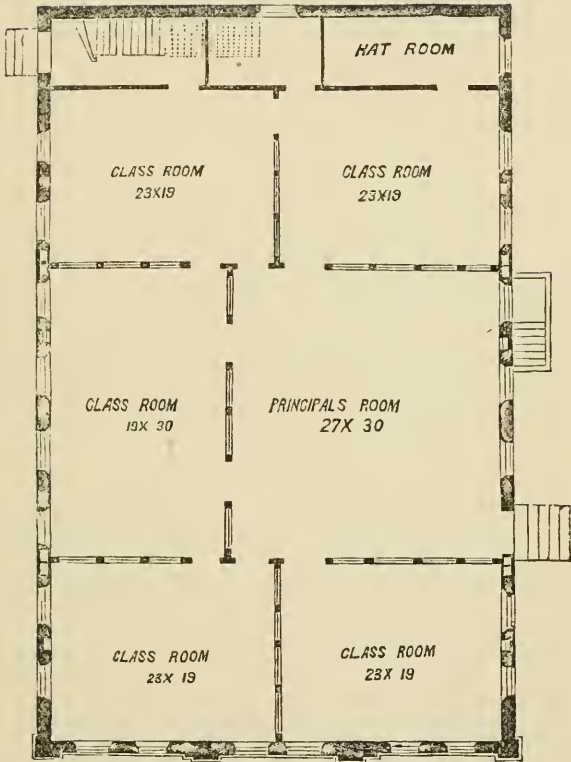 HAT ROOM
CLASS ROOM
23X19
CLASS ROOM
23X19
CLASS ROOM
19X 30
PRINCIPALS ROOM
27X 30
CLASS ROOM
23X 19
CLASS ROOM
23X 19